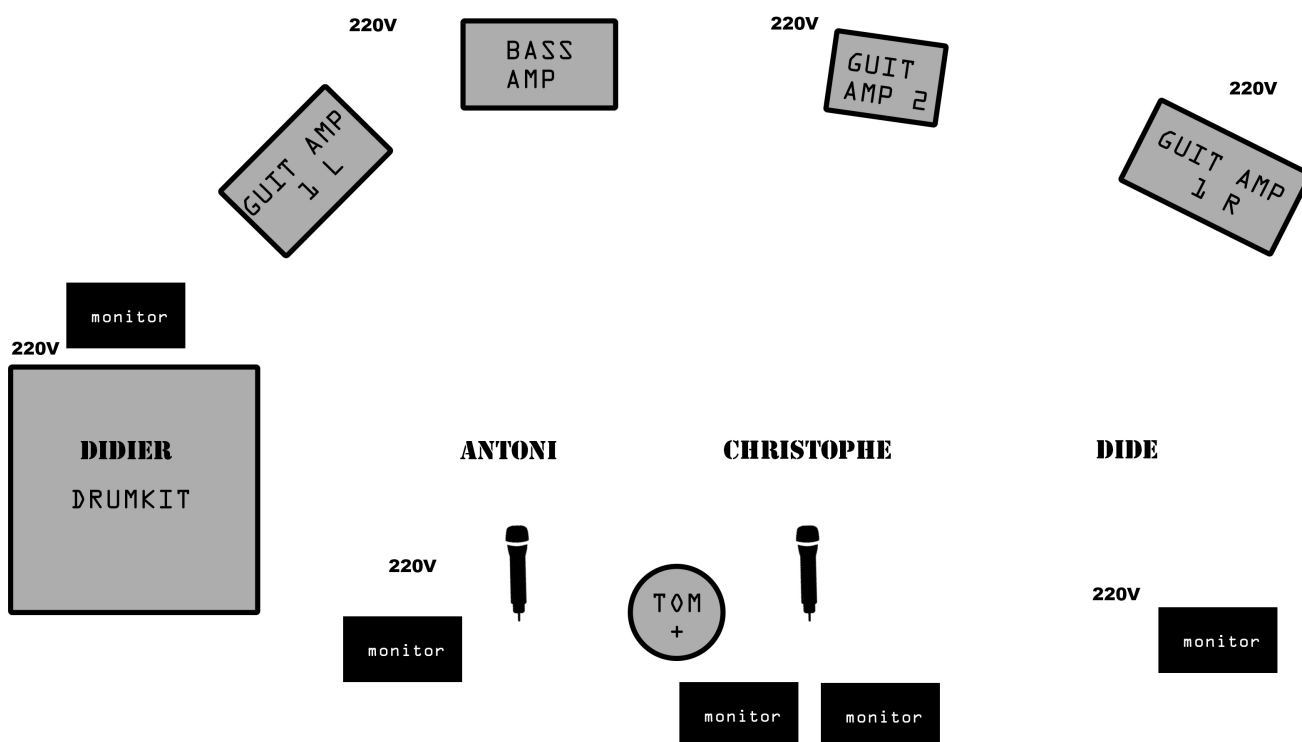 220V
BASS
AMP
220V
GUIT
AMP 2
220V
GUIT AMP
1 L
GUIT AMP
1 R
monitor
220V
DIDIER
DRUMKIT
ANTONI
CHRISTOPHE
DIDE
220V
monitor
TOM
+
220V
monitor
monitor
monitor